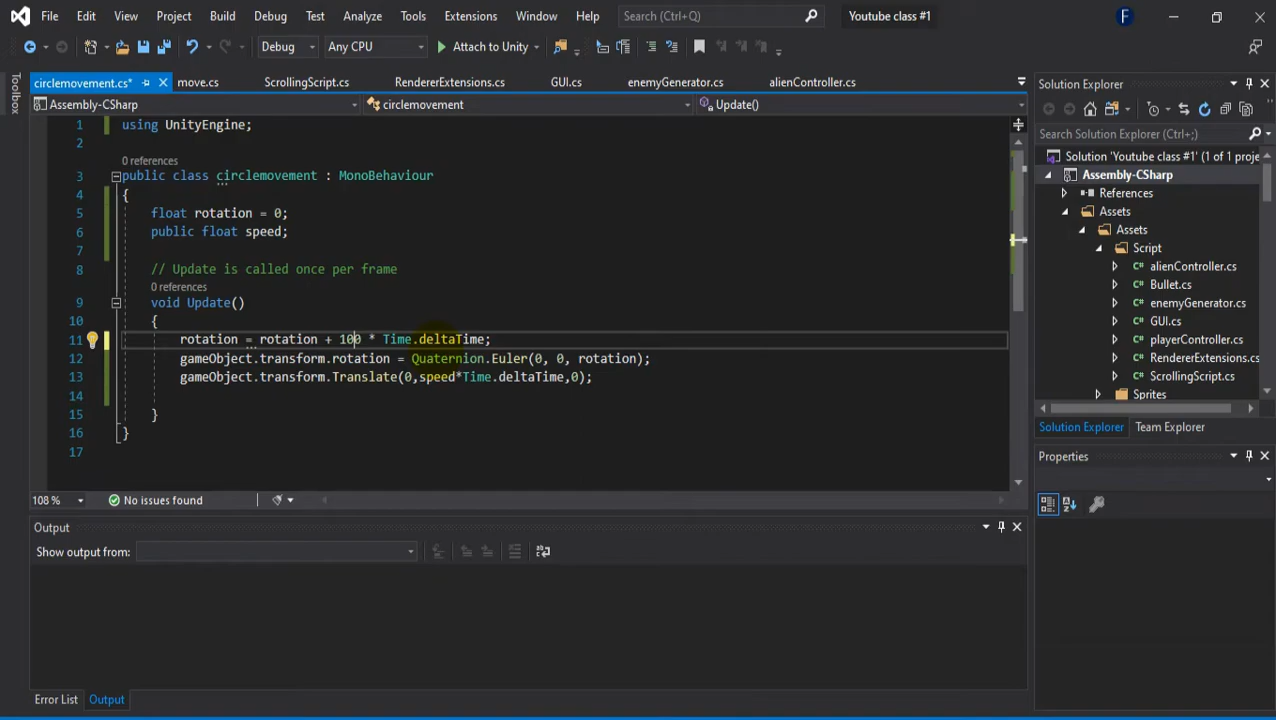 File Edit View Project Build Debug Test Analyze Tools Extensions Window Help Search (Ctrl+Q) Youtube class #1 F
Debug Any CPU Attach to Unity
Toolbox
circlemovement.cs* move.cs ScrollingScript.cs RendererExtensions.cs GUI.cs enemyGenerator.cs alienController.cs
Assembly-CSharp circlemovement Update()
1 using UnityEngine;
2
0 references
3 public class circlemovement : MonoBehaviour
4 {
5 float rotation = 0;
6 public float speed;
7
8 // Update is called once per frame
0 references
9 void Update()
10 {
11 rotation = rotation + 100 * Time.deltaTime;
12 gameObject.transform.rotation = Quaternion.Euler(0, 0, rotation);
13 gameObject.transform.Translate(0,speed*Time.deltaTime,0);
14
15 }
16 }
17
108 % No issues found
Output
Show output from:
Error List Output
Solution Explorer
Search Solution Explorer (Ctrl+;)
Solution 'Youtube class #1' (1 of 1 proje
Assembly-CSharp
References
Assets
Assets
Script
alienController.cs
Bullet.cs
enemyGenerator.cs
GUI.cs
playerController.cs
RendererExtensions.cs
ScrollingScript.cs
Sprites
Solution Explorer Team Explorer
Properties